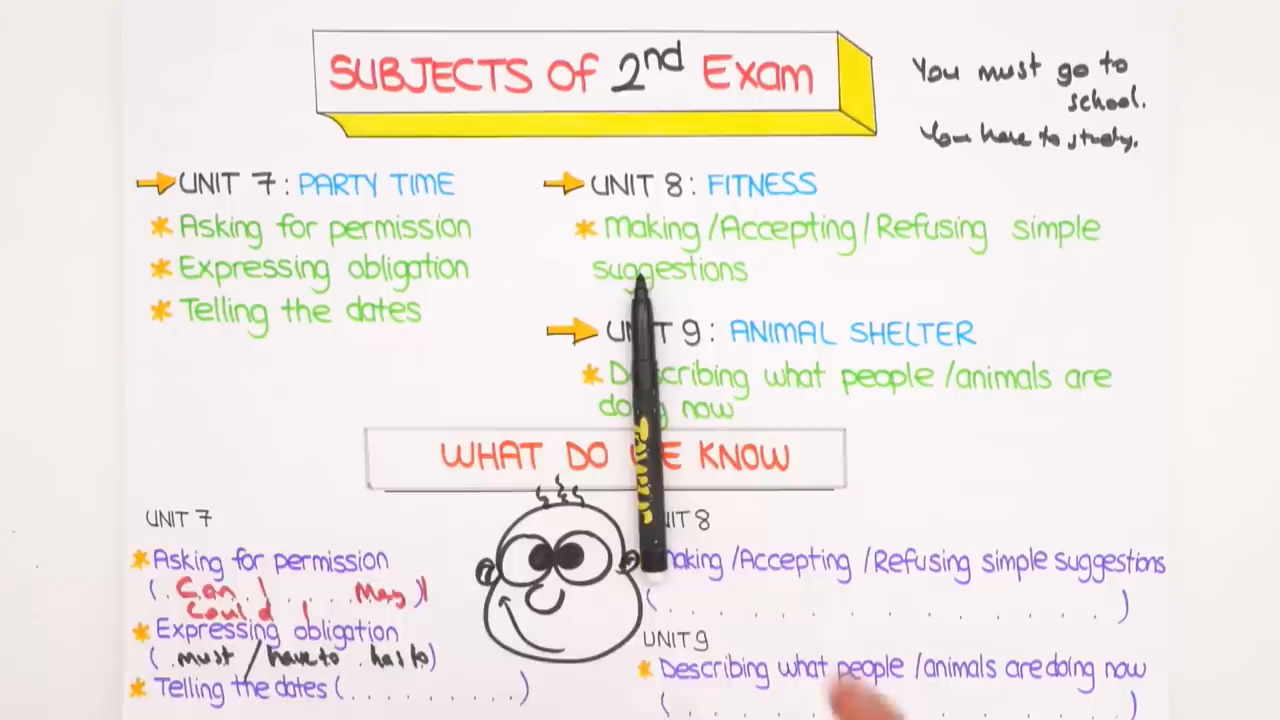 SUBJECTS OF 2nd Exam
You must go to
school.
You have to study.
UNIT 7: PARTY TIME
* Asking for permission
* Expressing obligation
* Telling the dates
UNIT 8: FITNESS
* Making/Accepting/Refusing simple
suggestions
UNIT 9: ANIMAL SHELTER
* Describing what people/animals are
doing now
WHAT DO WE KNOW
UNIT 7
* Asking for permission
(. Can I . . . . May I)
Could I
* Expressing obligation
(.must / have to . has to)
* Telling the dates (. . . . . . . . .)
UNIT 8
Making/Accepting/Refusing simple suggestions
(. . . . . . . . . . . .)
UNIT 9
* Describing what people/animals are doing now
(. . . . . . . . . . . .)